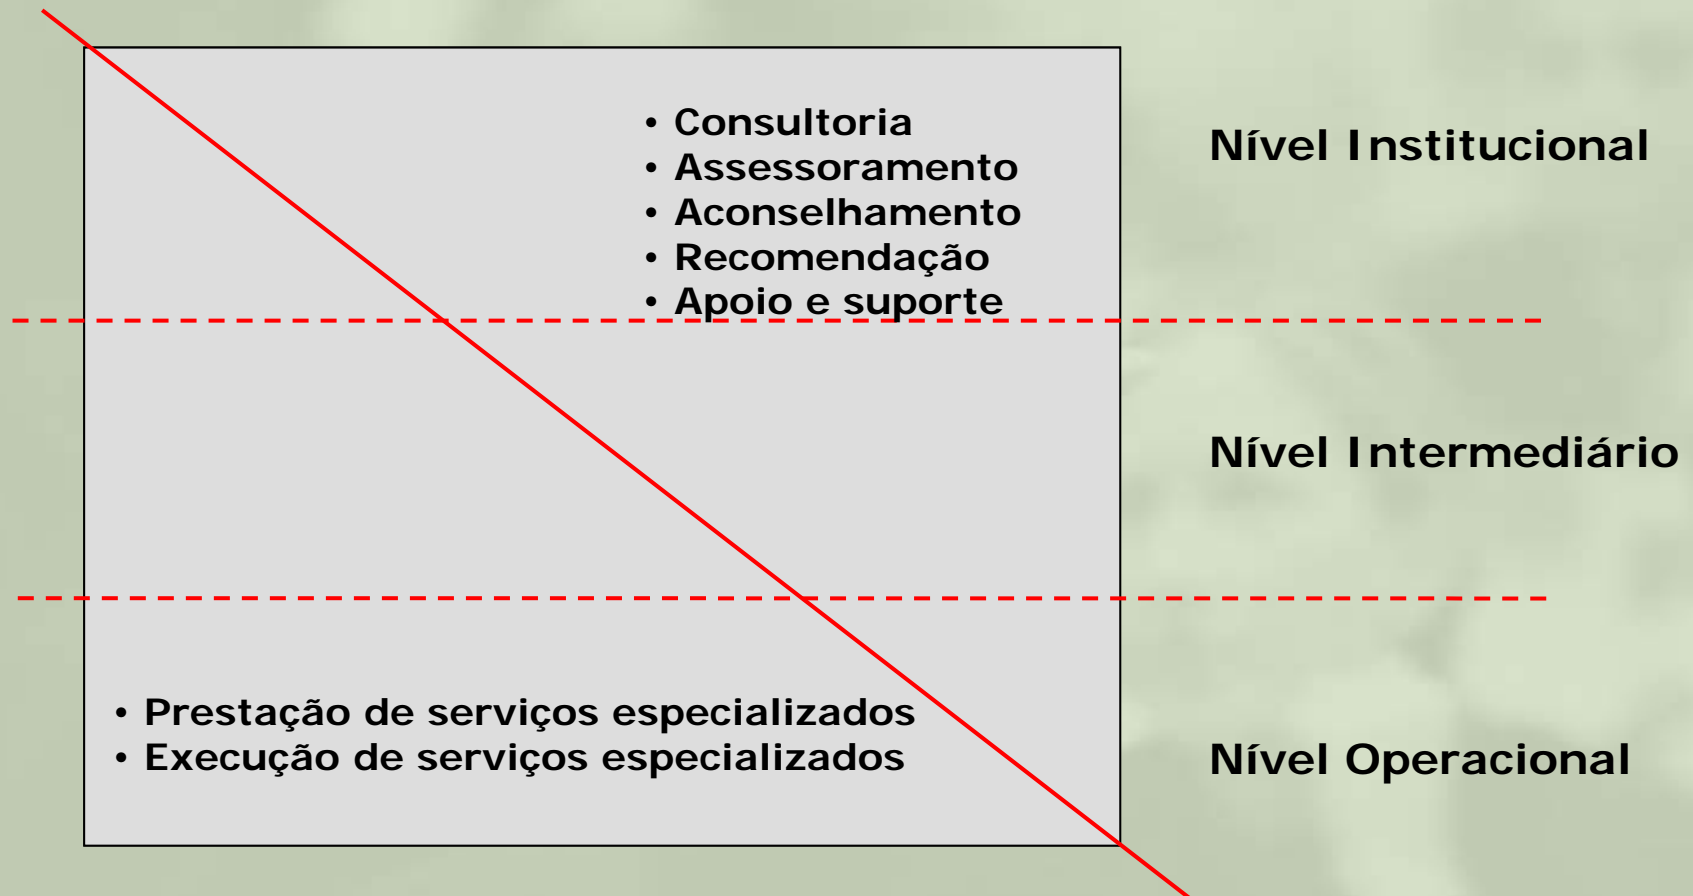 • Consultoria
• Assessoramento
• Aconselhamento
• Recomendação
• Apoio e suporte
Nível Institucional
Nível Intermediário
• Prestação de serviços especializados
• Execução de serviços especializados
Nível Operacional